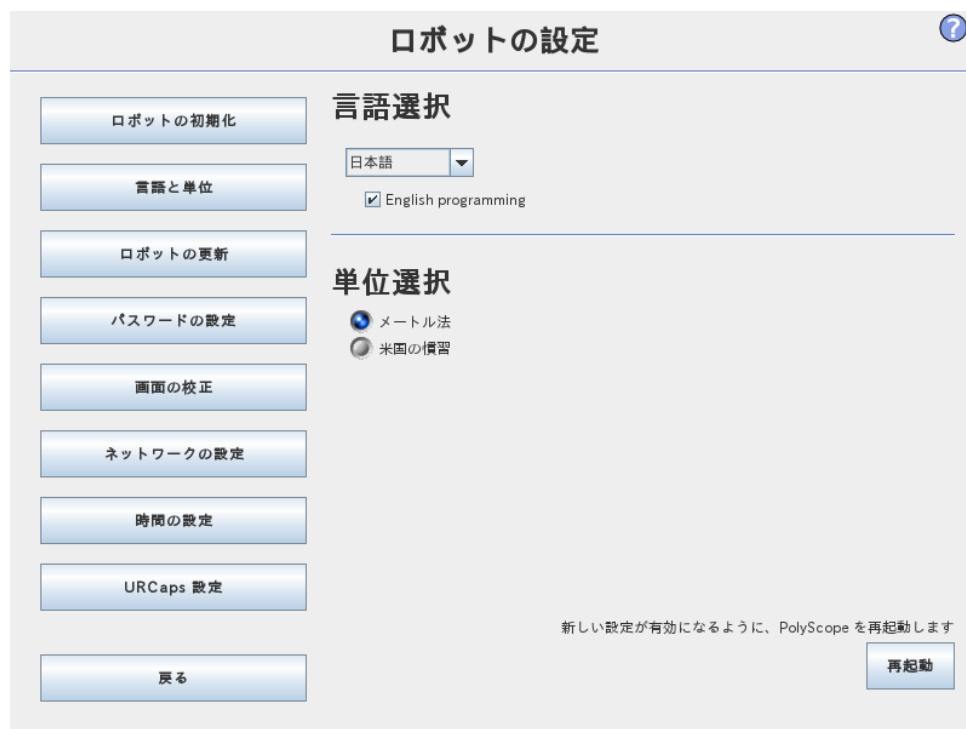 ロボットの設定
?
ロボットの初期化
言語と単位
ロボットの更新
パスワードの設定
画面の校正
ネットワークの設定
時間の設定
URCaps 設定
戻る
言語選択
日本語
English programming
単位選択
メートル法
米国の慣習
新しい設定が有効になるように、PolyScope を再起動します
再起動